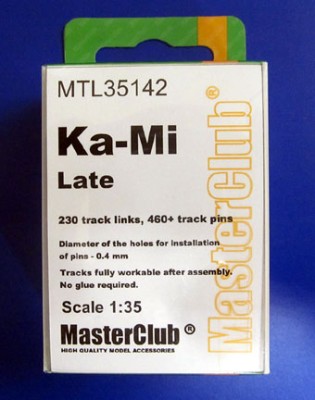 MTL35142
Ka-Mi
Late
230 track links, 460+ track pins
Diameter of the holes for installation
of pins - 0.4 mm
Tracks fully workable after assembly.
No glue required.
Scale 1:35
MasterClub®
HIGH QUALITY MODEL ACCESSORIES
MasterClub®